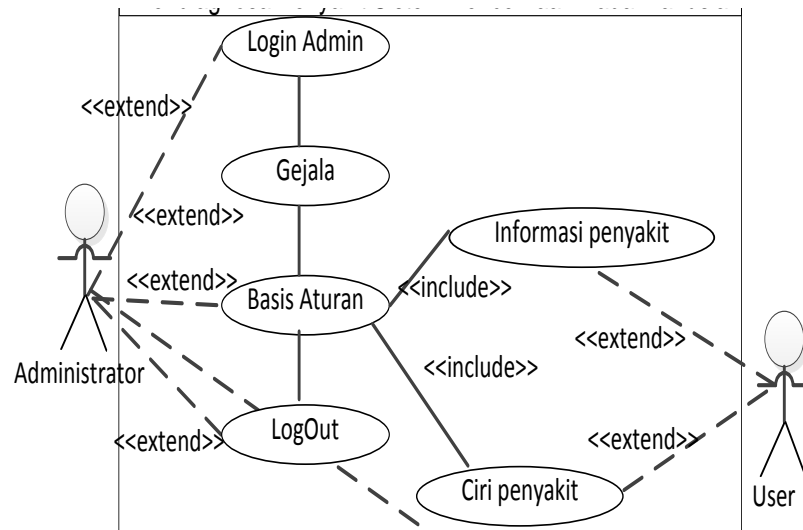 Login Admin
<<extend>>
Gejala
<<extend>>
Informasi penyakit
<<extend>>
Basis Aturan
<<include>>
<<extend>>
Administrator
<<include>>
<<extend>>
LogOut
<<extend>>
Ciri penyakit
User